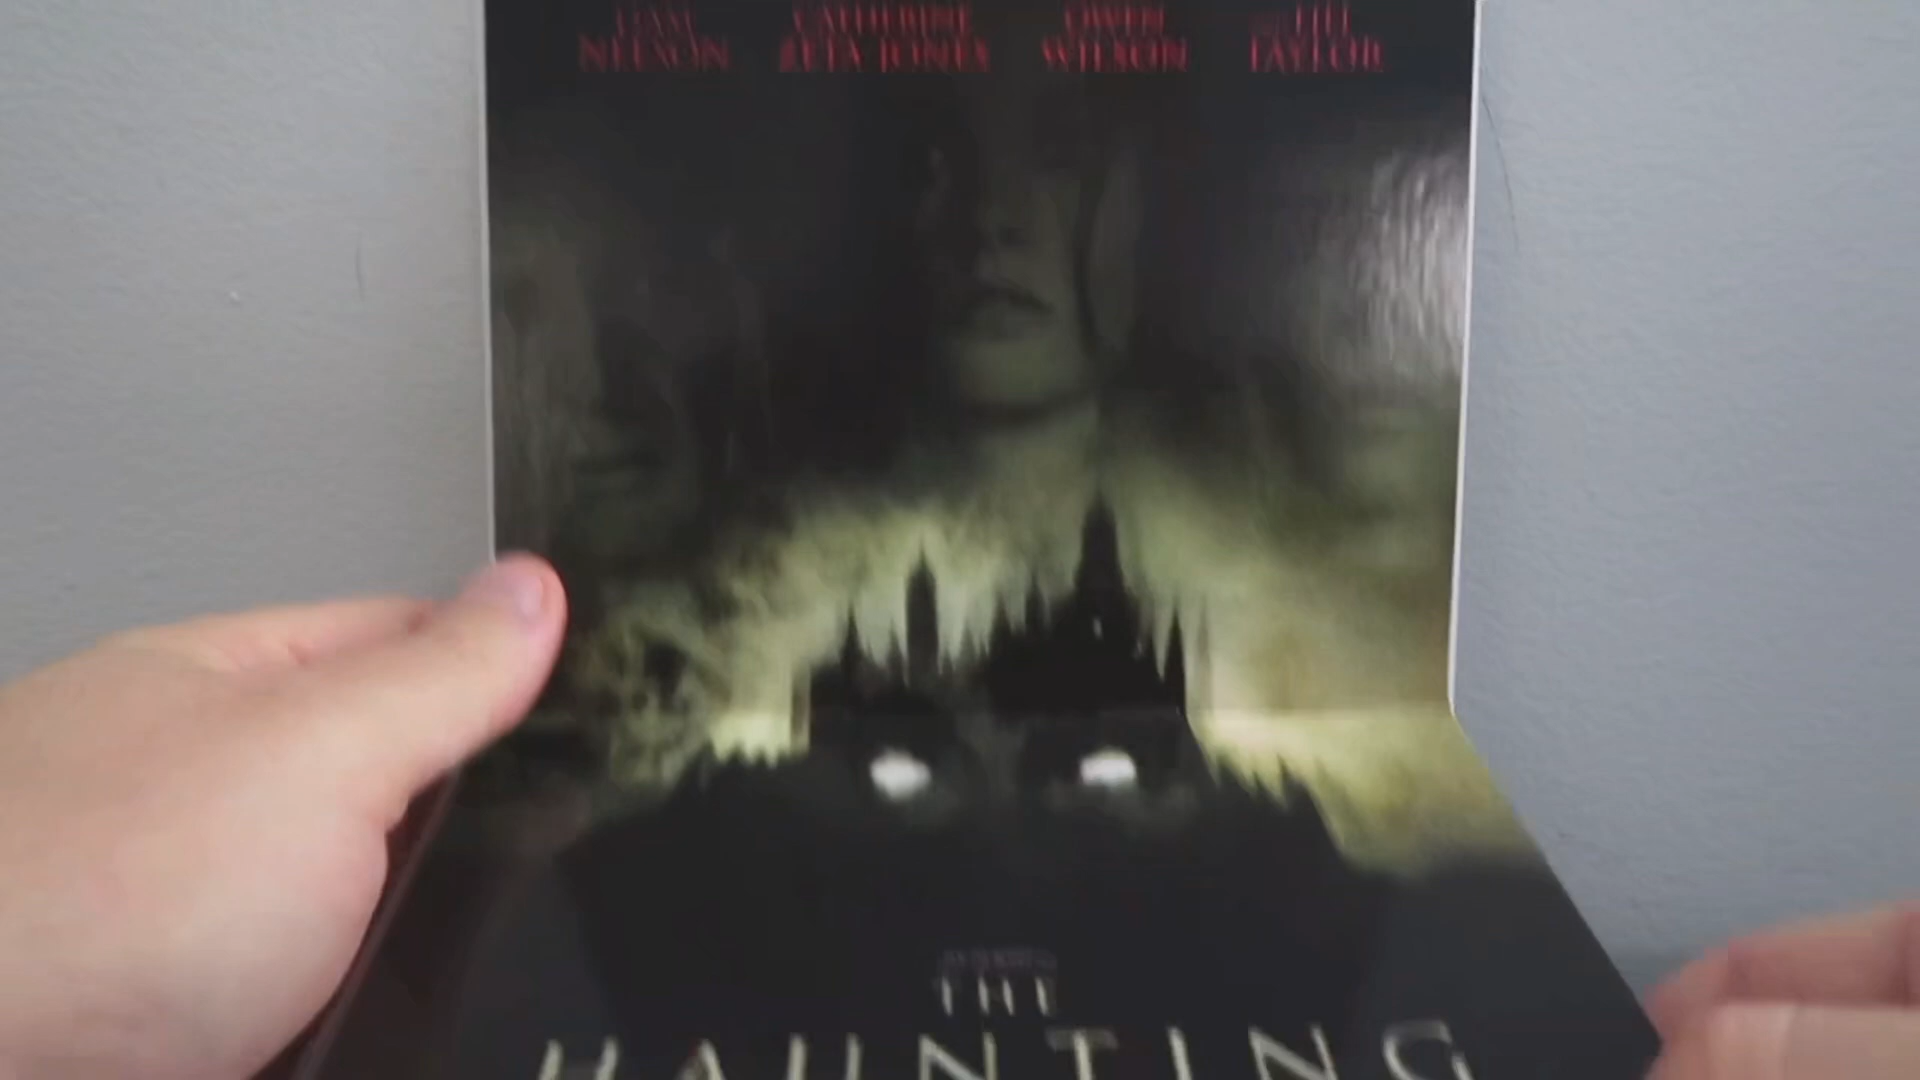 LIAM CATHERINE OWEN LILI
NEESON ZETA-JONES WILSON TAYLOR
THE
HAUNTING